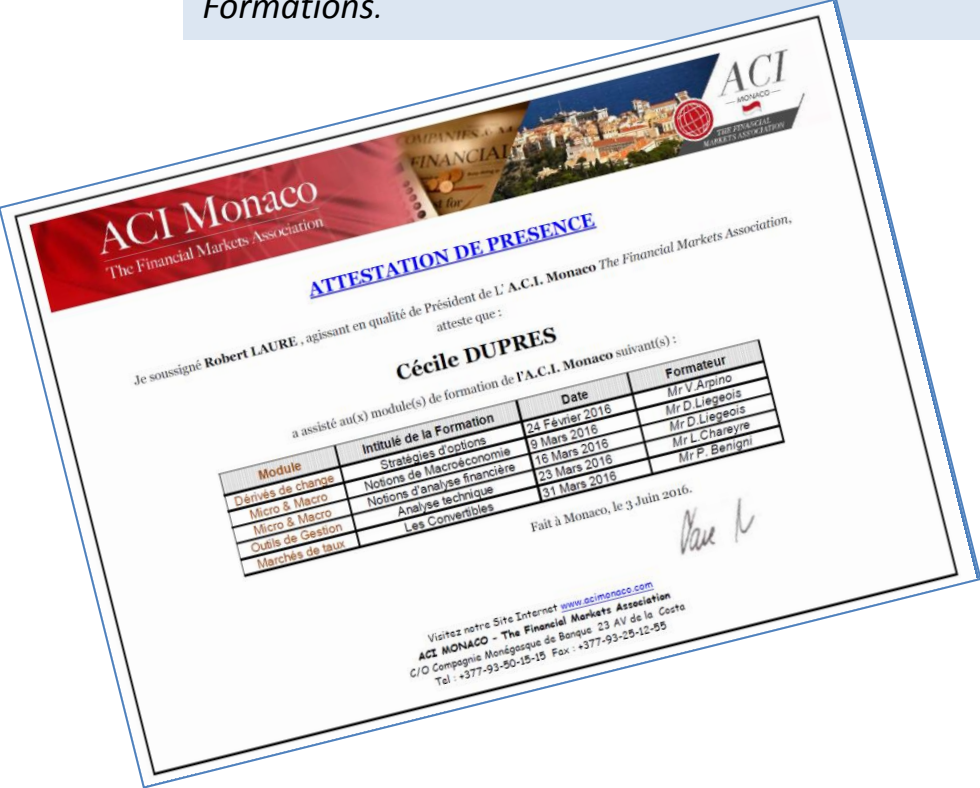 Formations.
ACI
MONACO
THE FINANCIAL
MARKETS ASSOCIATION
COMPANIES &
FINANCIAL
ACI Monaco
The Financial Markets Association
ATTESTATION DE PRESENCE
Je soussigné Robert LAURE , agissant en qualité de Président de L' A.C.I. Monaco The Financial Markets Association,
atteste que :
Cécile DUPRES
a assisté au(x) module(s) de formation de l'A.C.I. Monaco suivant(s) :
Module Intitulé de la Formation Date Formateur
Dérivés de change Stratégies d'options 24 Février 2016 Mr V.Arpino
Micro & Macro Notions de Macroéconomie 9 Mars 2016 Mr D.Liegeois
Micro & Macro Notions d'analyse financière 16 Mars 2016 Mr D.Liegeois
Outils de Gestion Analyse technique 23 Mars 2016 Mr L.Chareyre
Marchés de taux Les Convertibles 31 Mars 2016 Mr P. Benigni
Fait à Monaco, le 3 Juin 2016.
Visitez notre Site Internet www.acimonaco.com
ACI MONACO - The Financial Markets Association
C/O Compagnie Monégasque de Banque 23 AV de la Costa
Tel : +377-93-50-15-15 Fax : +377-93-25-12-55